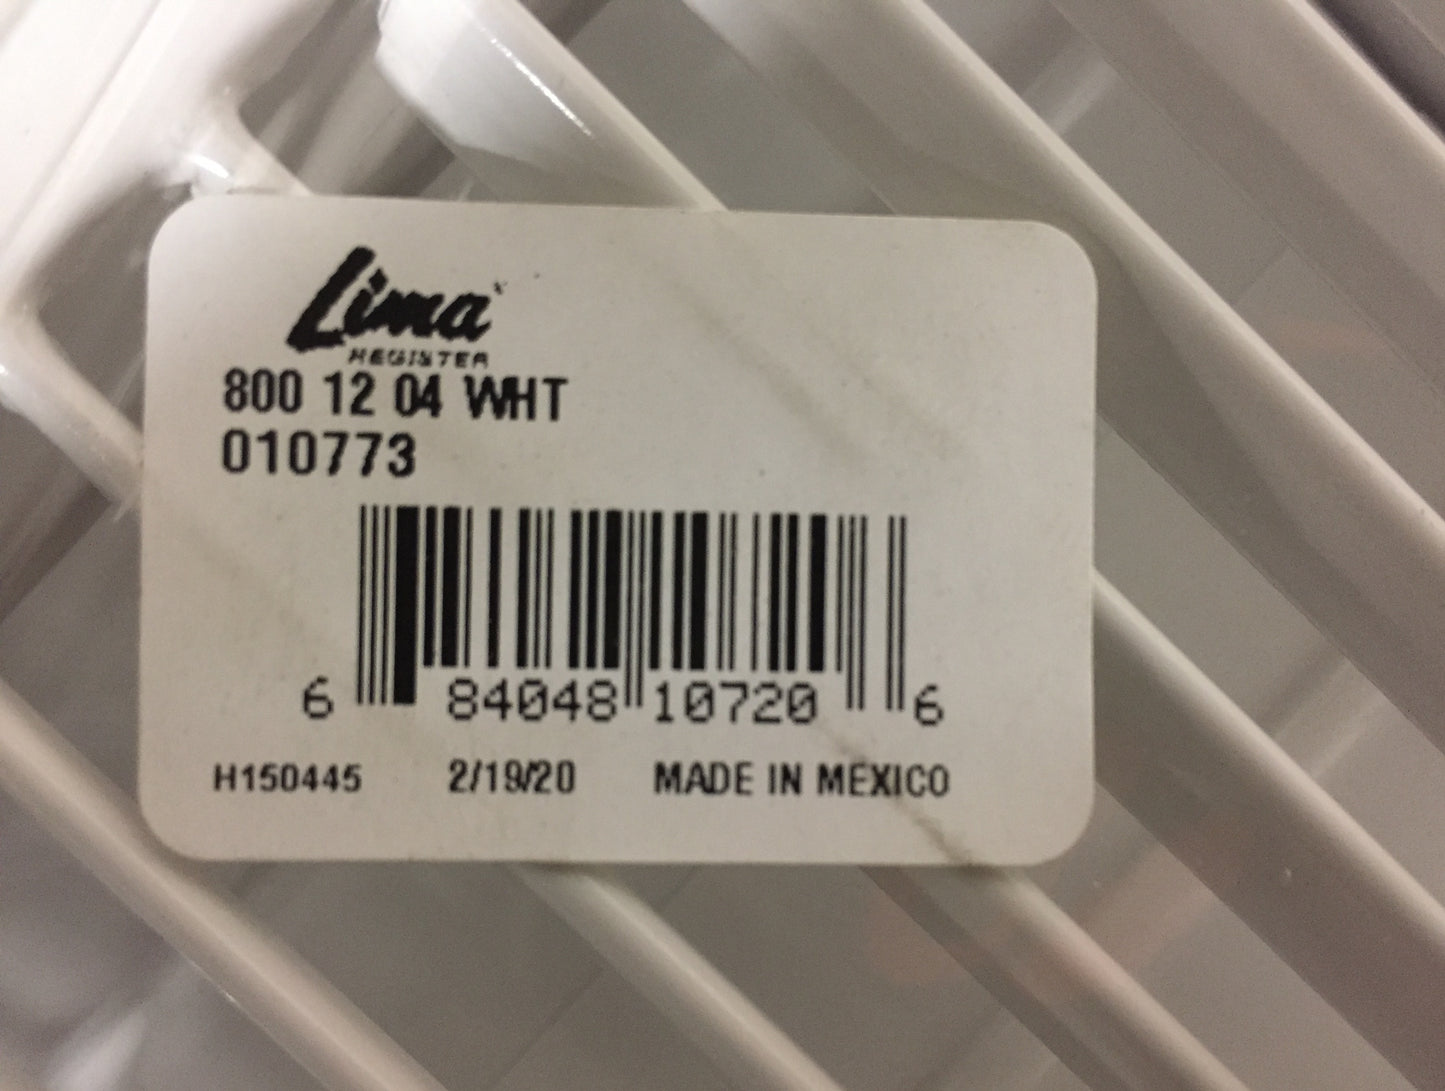 Lima
REGISTER
800 12 04 WHT
010773
6 84048 10720 6
H150445 2/19/20 MADE IN MEXICO